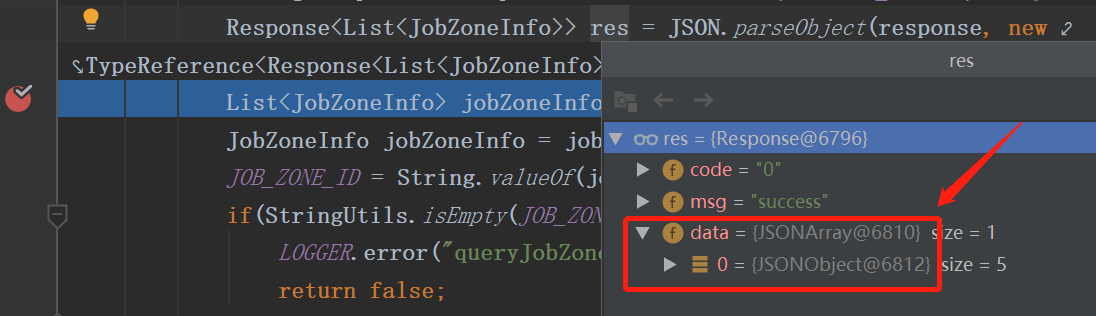 Response<List<JobZoneInfo>> res = JSON.parseObject(response, new
TypeReference<Response<List<JobZoneInfo>
List<JobZoneInfo> jobZoneInfo
JobZoneInfo jobZoneInfo = job
JOB_ZONE_ID = String.valueOf(jo
if(StringUtils.isEmpty(JOB_ZON
LOGGER.error("queryJobZone
return false;
res
res = {Response@6796}
code = "0"
msg = "success"
data = {JSONArray@6810} size = 1
0 = {JSONObject@6812} size = 5